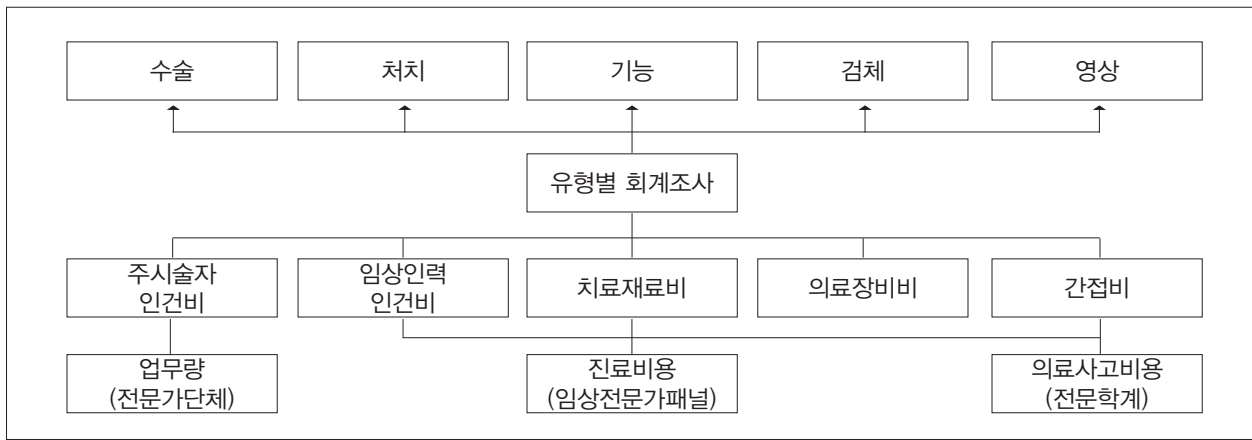 수술
처치
기능
검체
영상
유형별 회계조사
주시술자
인건비
임상인력
인건비
치료재료비
의료장비비
간접비
업무량
(전문가단체)
진료비용
(임상전문가패널)
의료사고비용
(전문학계)